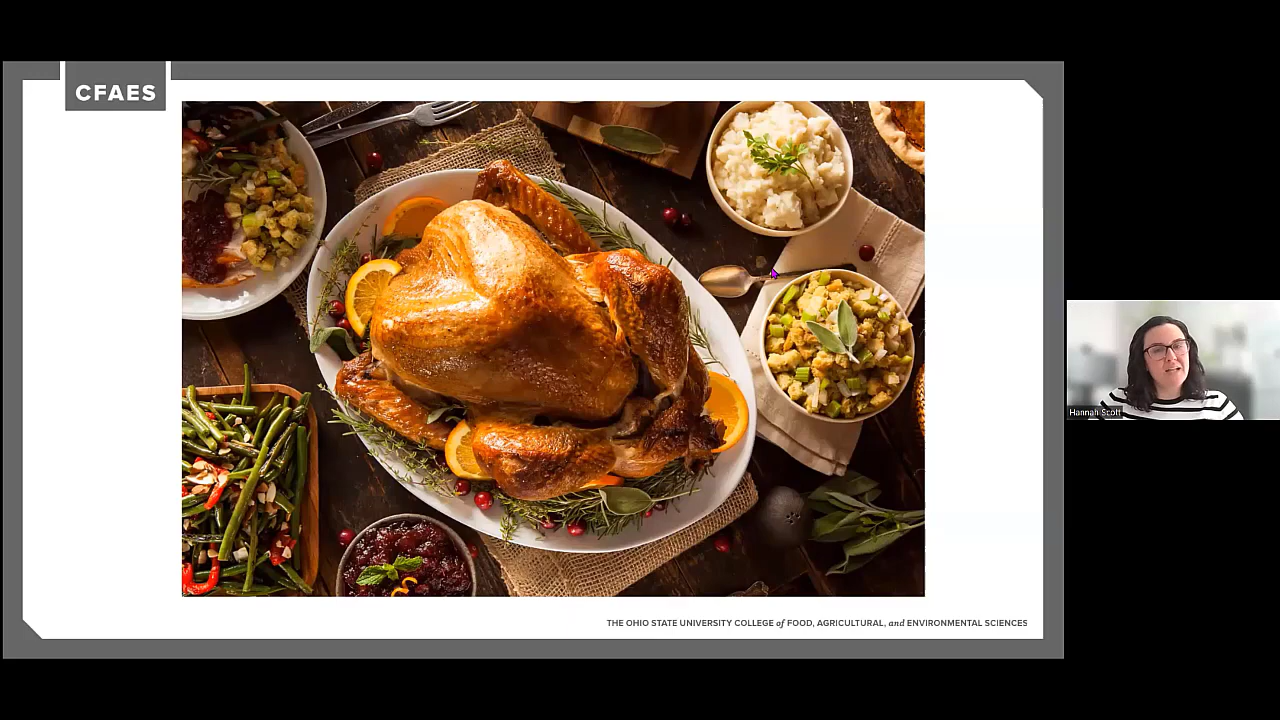 CFAES
Hannah Scott
THE OHIO STATE UNIVERSITY COLLEGE of FOOD, AGRICULTURAL, and ENVIRONMENTAL SCIENCES